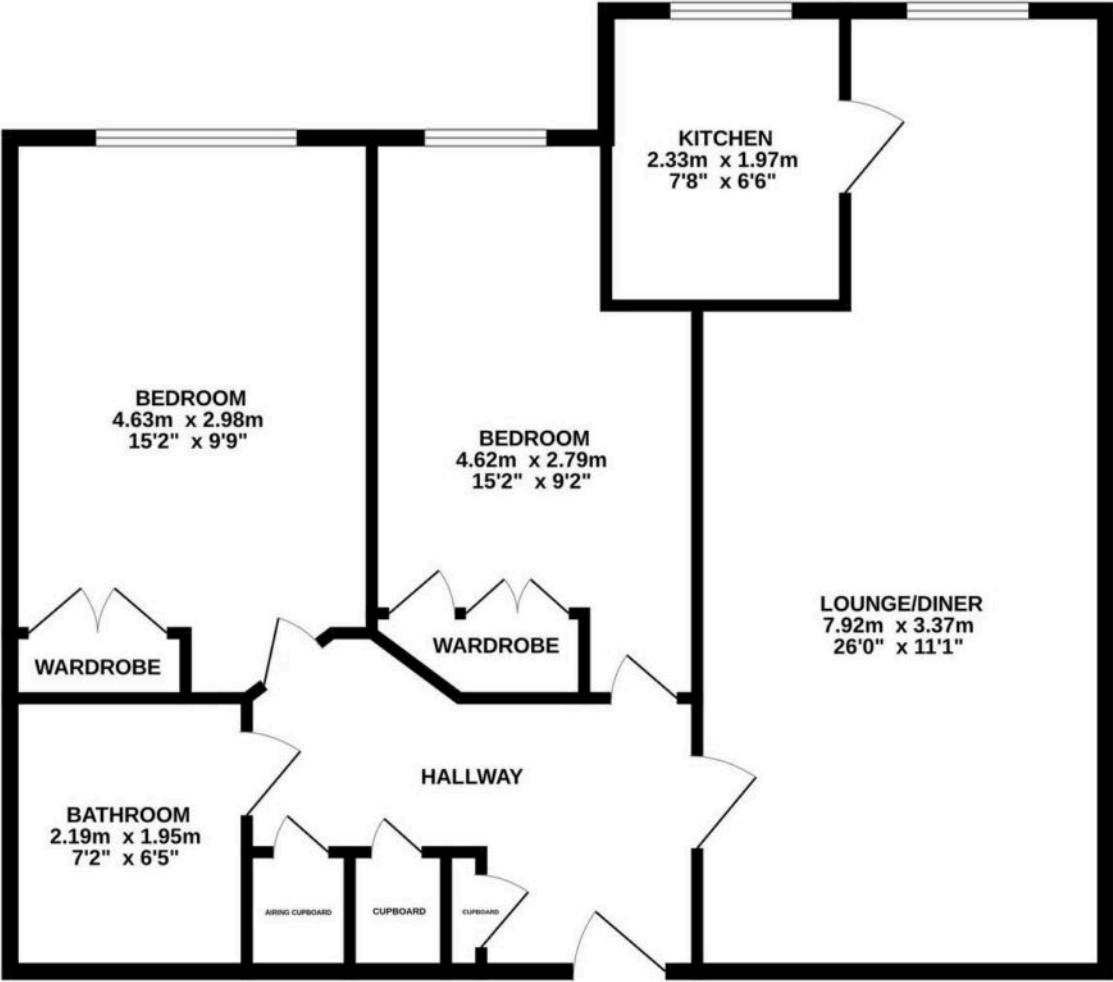 KITCHEN
2.33m x 1.97m
7'8" x 6'6"
BEDROOM
4.63m x 2.98m
15'2" x 9'9"
BEDROOM
4.62m x 2.79m
15'2" x 9'2"
LOUNGE/DINER
7.92m x 3.37m
26'0" x 11'1"
WARDROBE
WARDROBE
HALLWAY
BATHROOM
2.19m x 1.95m
7'2" x 6'5"
AIRING CUPBOARD
CUPBOARD
CUPBOARD